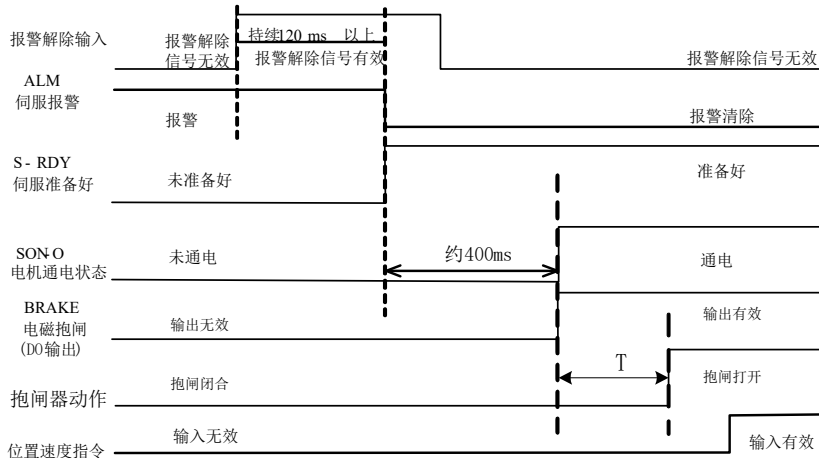 报警解除输入
报警解除
信号无效
持续120 ms 以上
报警解除信号有效
报警解除信号无效
ALM
伺服报警
报警
报警清除
S- RDY
伺服准备好
未准备好
准备好
SON-O
电机通电状态
未通电
约400ms
通电
BRAKE
电磁抱闸
(DO输出)
输出无效
输出有效
T
抱闸器动作
抱闸闭合
抱闸打开
位置速度指令
输入无效
输入有效